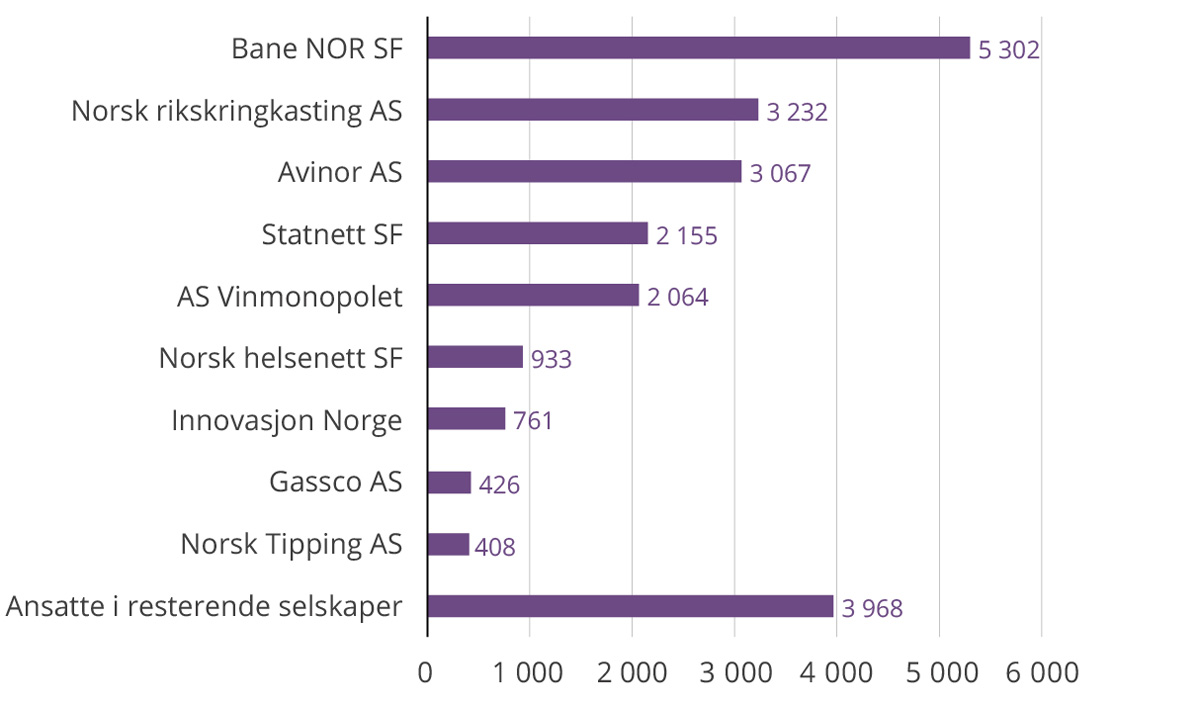 Bane NOR SF 5 302
Norsk rikskringkasting AS 3 232
Avinor AS 3 067
Statnett SF 2 155
AS Vinmonopolet 2 064
Norsk helsenett SF 933
Innovasjon Norge 761
Gassco AS 426
Norsk Tipping AS 408
Ansatte i resterende selskaper 3 968
0 1 000 2 000 3 000 4 000 5 000 6 000